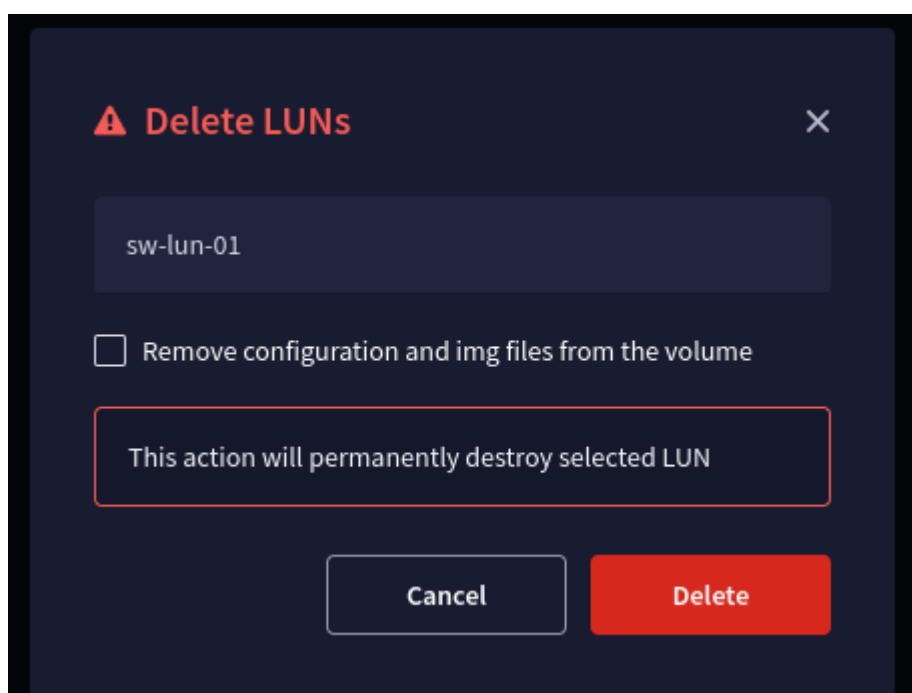 Delete LUNs
sw-lun-01
Remove configuration and img files from the volume
This action will permanently destroy selected LUN
Cancel
Delete